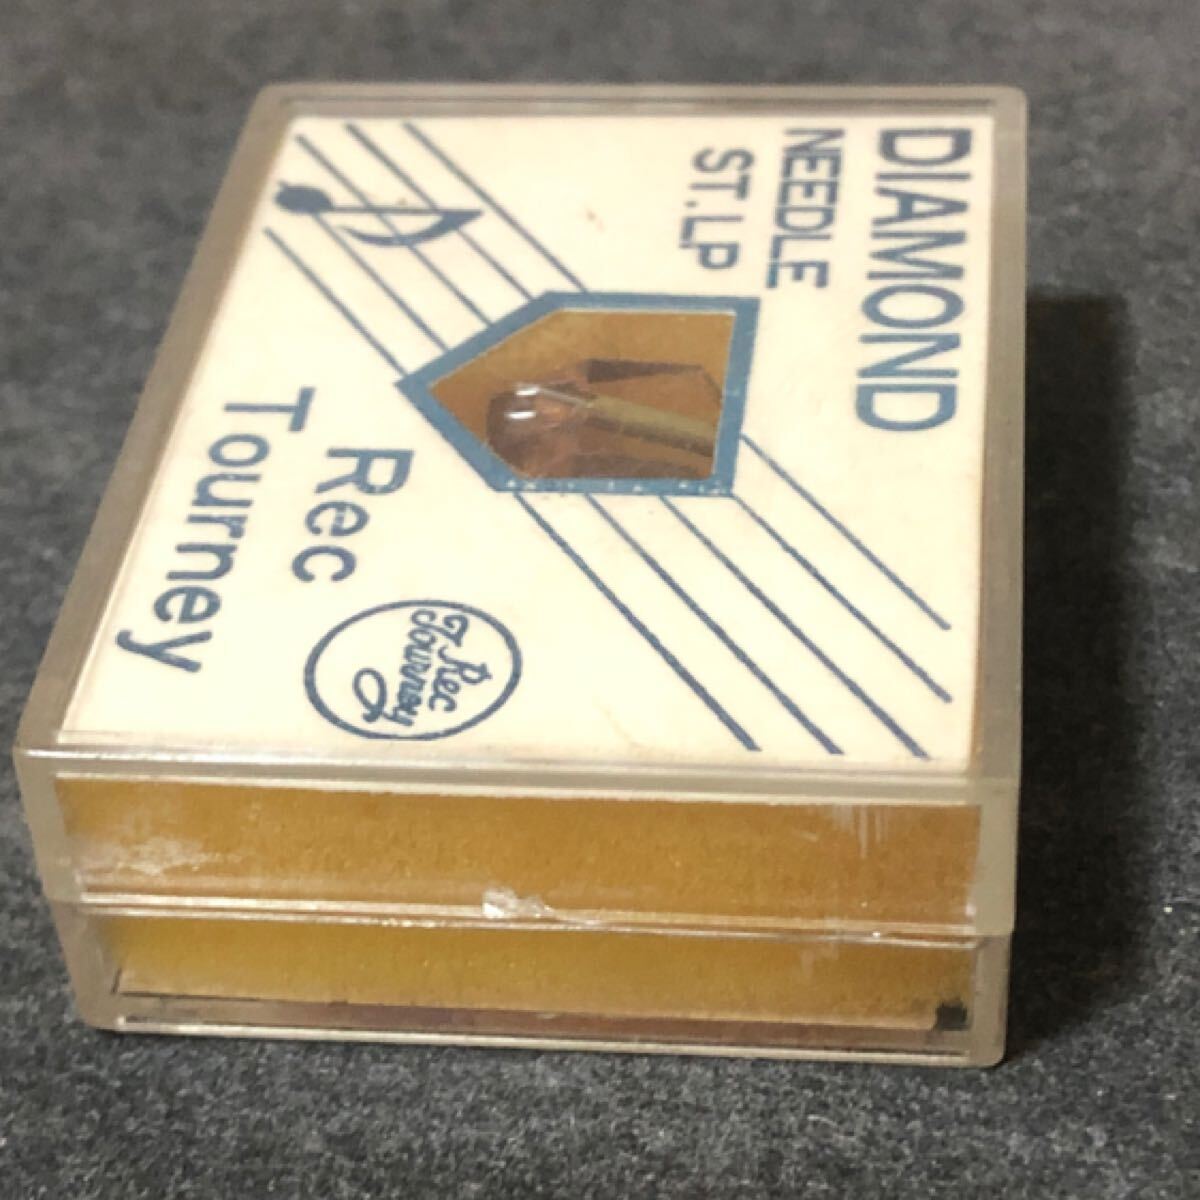 DIAMOND
NEEDLE
ST.LP
Rec
Tourney
Rec
Tourney